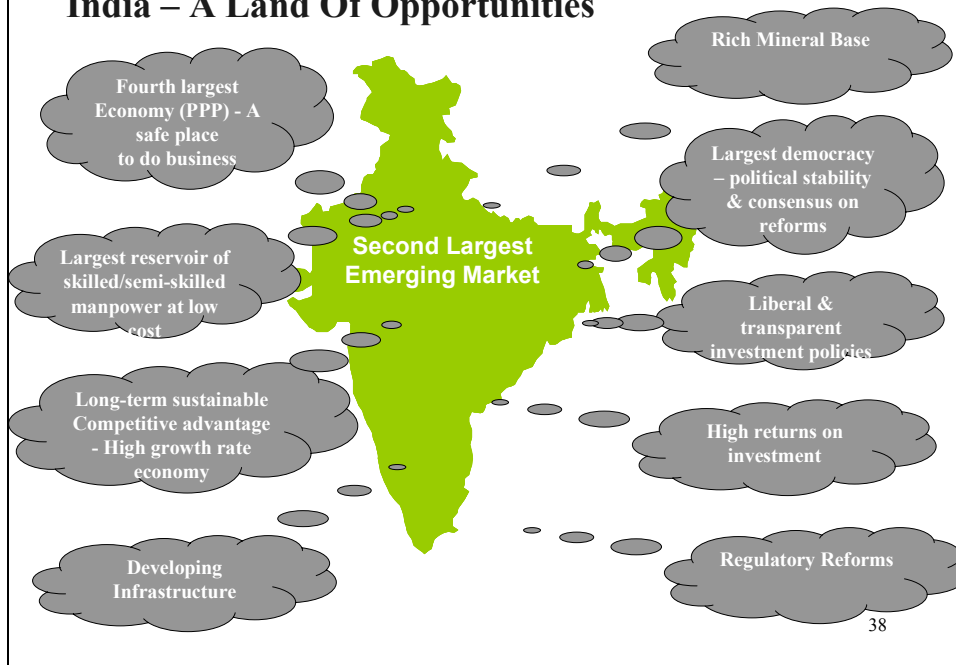 India – A Land Of Opportunities
Fourth largest
Economy (PPP) - A
safe place
to do business
Largest reservoir of
skilled/semi-skilled
manpower at low
cost
Long-term sustainable
Competitive advantage
- High growth rate
economy
Developing
Infrastructure
Second Largest
Emerging Market
Rich Mineral Base
Largest democracy
– political stability
& consensus on
reforms
Liberal &
transparent
investment policies
High returns on
investment
Regulatory Reforms
38